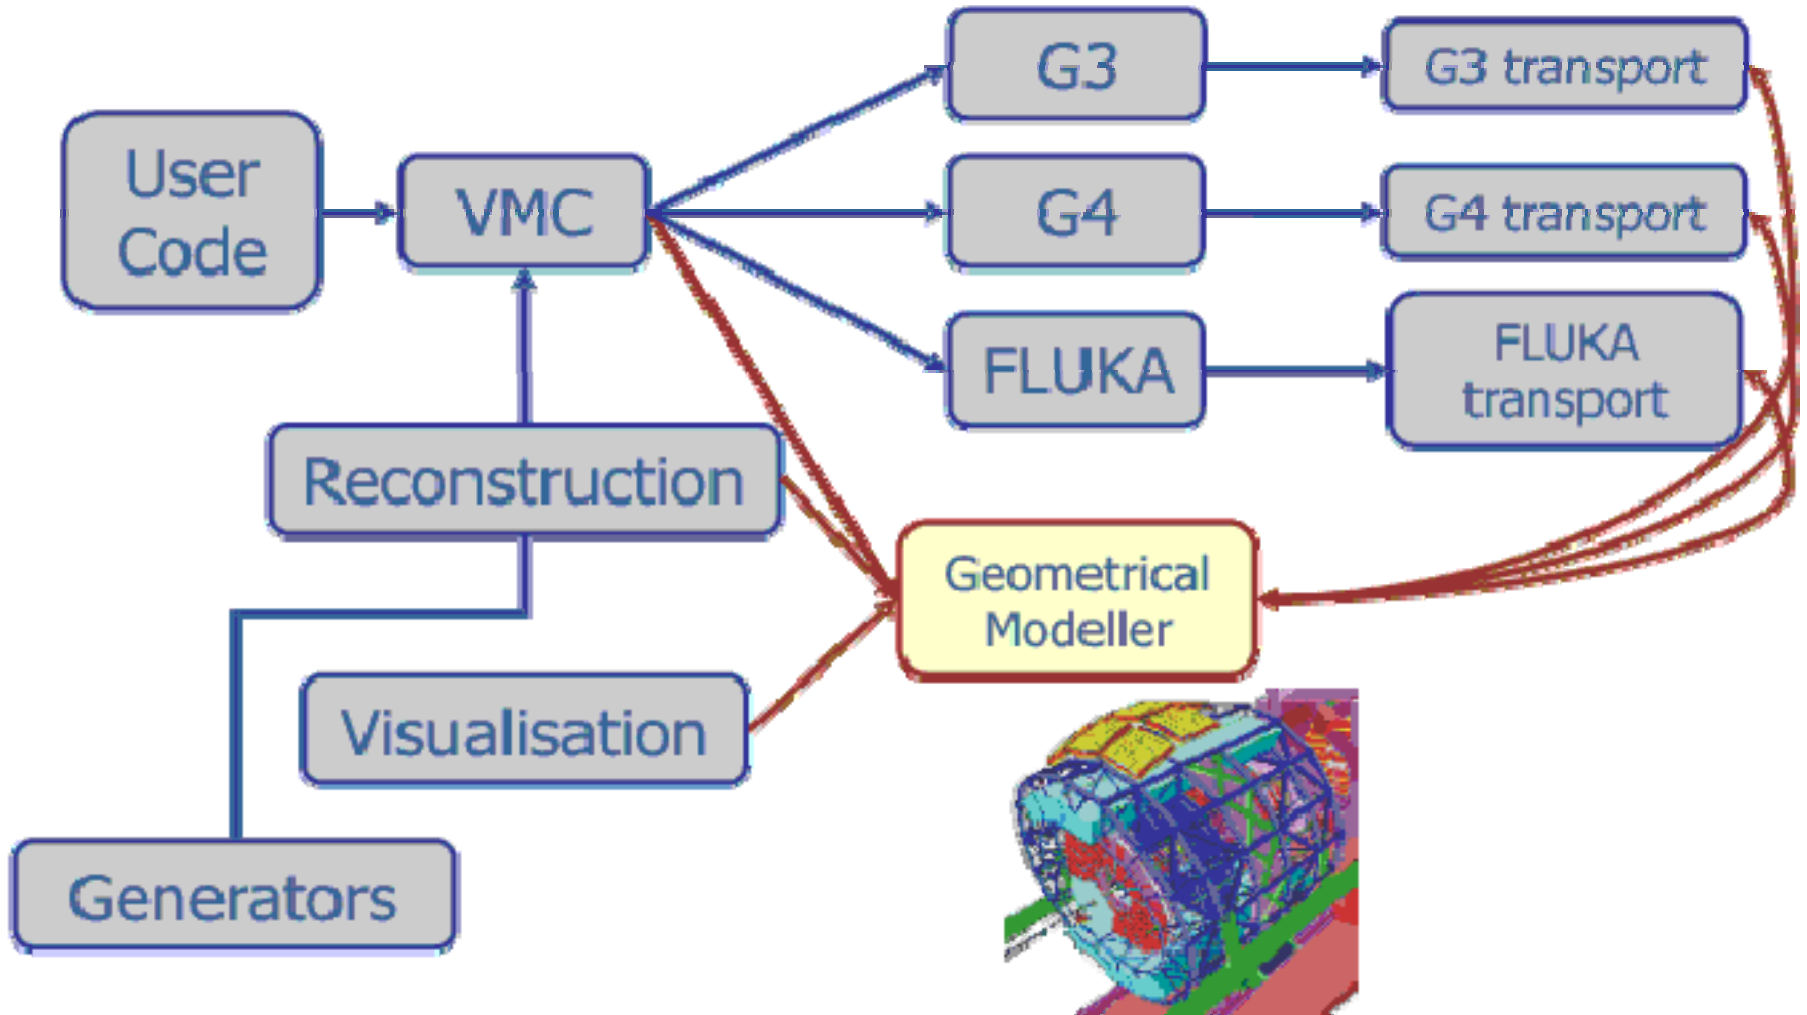 User
Code
VMC
G3
G3 transport
G4
G4 transport
FLUKA
FLUKA
transport
Reconstruction
Geometrical
Modeller
Visualisation
Generators